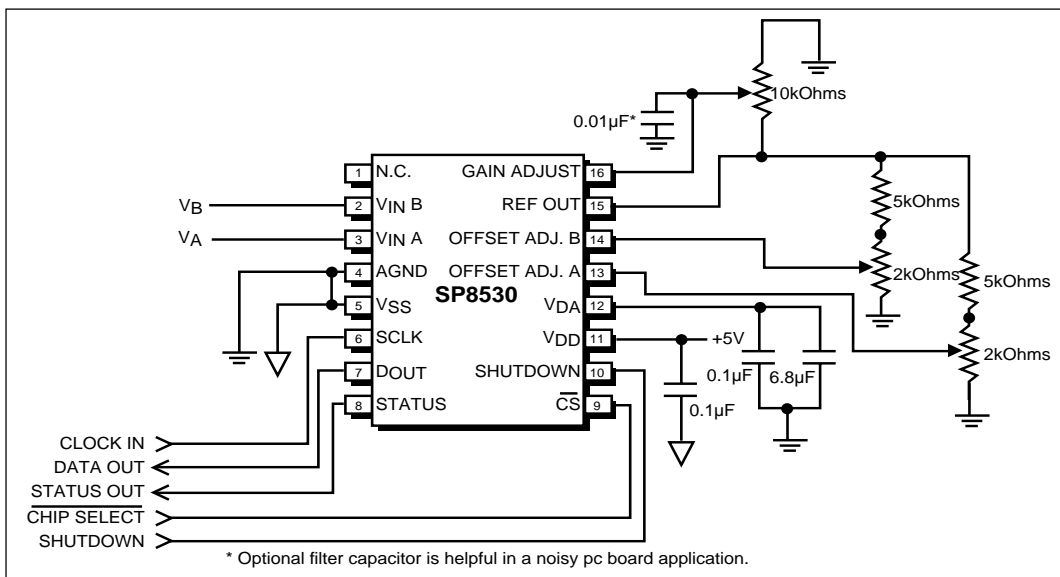 10kOhms
0.01µF*
1 N.C. GAIN ADJUST 16
5kOhms
VB 2 VIN B REF OUT 15
VA 3 VIN A OFFSET ADJ. B 14
4 AGND OFFSET ADJ. A 13
2kOhms 5kOhms
SP8530
5 VSS VDA 12
6 SCLK VDD 11 +5V
2kOhms
7 DOUT SHUTDOWN 10
0.1µF 6.8µF
8 STATUS CS 9
0.1µF
CLOCK IN
DATA OUT
STATUS OUT
CHIP SELECT
SHUTDOWN
* Optional filter capacitor is helpful in a noisy pc board application.